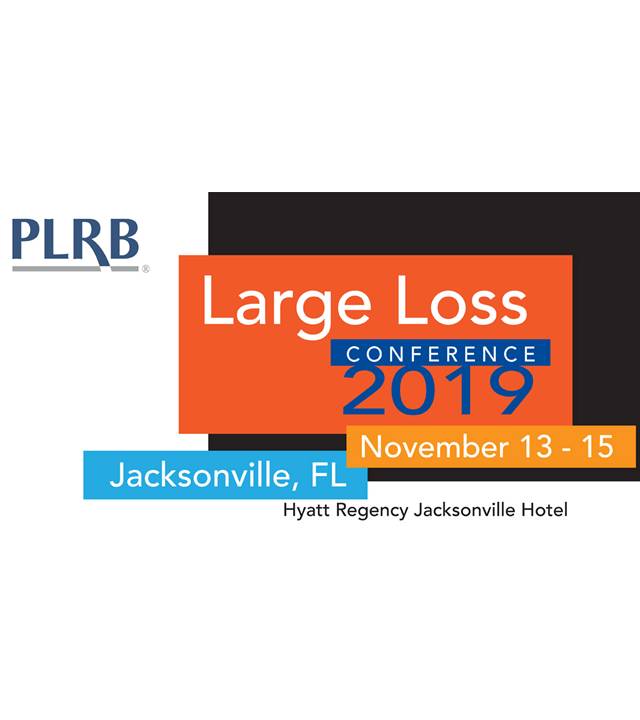 PLRB®
Large Loss
CONFERENCE
2019
November 13 - 15
Jacksonville, FL
Hyatt Regency Jacksonville Hotel